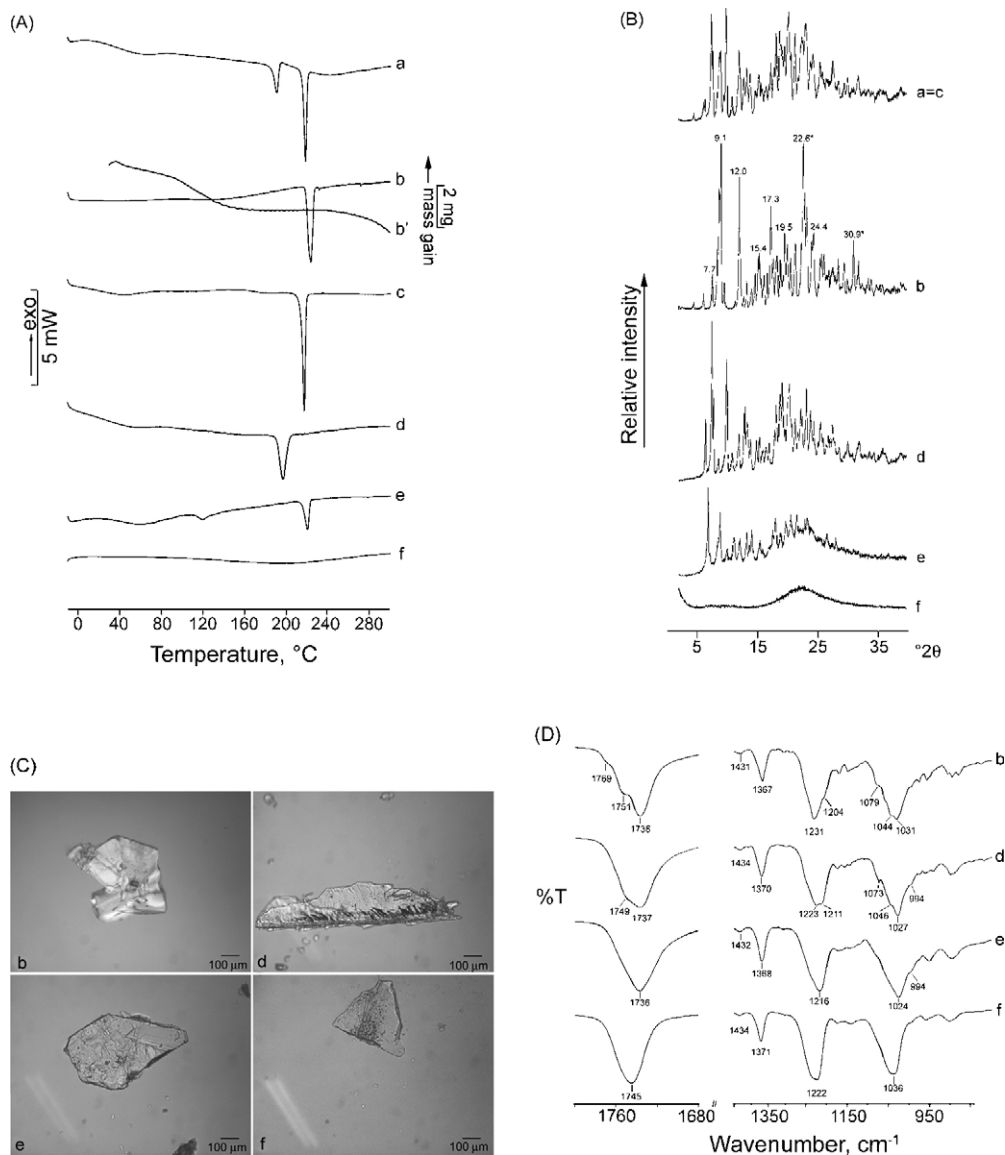 (A)
a
b
b'
c
d
e
f
exo
5 mW
mass gain
2 mg
0 40 80 120 160 200 240 280
Temperature, °C
(B)
a=c
9.1
22.6*
12.0
17.3
19.5
24.4
30.9*
15.4
7.7
b
d
e
f
Relative intensity
5 15 25 35 °2θ
(C)
b
100 µm
d
100 µm
e
100 µm
f
100 µm
(D)
b
1769
1751
1736
1431
1367
1231
1204
1079
1044
1031
d
1749
1737
1434
1370
1223
1211
1073
1046
1027
994
%T
e
1736
1432
1368
1216
1024
994
f
1745
1434
1371
1222
1036
1760 1680 // 1350 1150 950
Wavenumber, cm-1